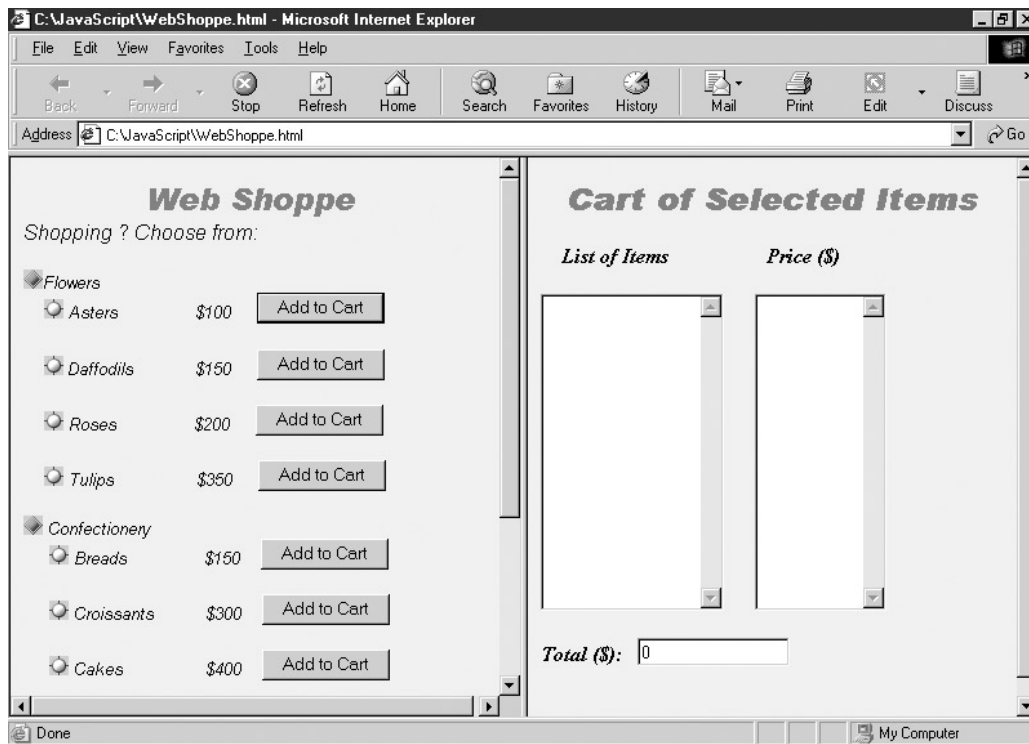 C:\JavaScript\WebShoppe.html - Microsoft Internet Explorer
File Edit View Favorites Tools Help
Back Forward Stop Refresh Home Search Favorites History Mail Print Edit Discuss »
Address C:\JavaScript\WebShoppe.html Go
Web Shoppe
Shopping ? Choose from:
Flowers
Asters $100 Add to Cart
Daffodils $150 Add to Cart
Roses $200 Add to Cart
Tulips $350 Add to Cart
Confectionery
Breads $150 Add to Cart
Croissants $300 Add to Cart
Cakes $400 Add to Cart
Cart of Selected Items
List of Items Price ($)
Total ($): 0
Done My Computer